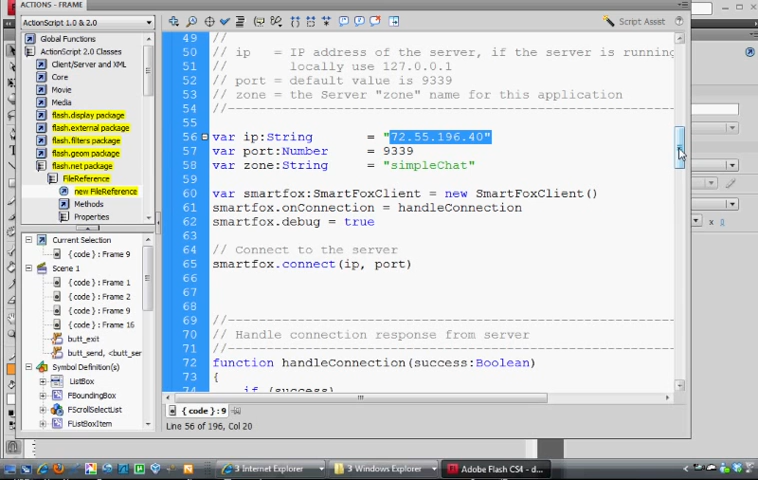 ACTIONS - FRAME
ActionScript 1.0 & 2.0
Script Assist
Global Functions
ActionScript 2.0 Classes
Client/Server and XML
Core
Movie
Media
flash.display package
flash.external package
flash.filters package
flash.geom package
flash.net package
FileReference
new FileReference
Methods
Properties
Current Selection
{ code } : Frame 9
Scene 1
{ code } : Frame 1
{ code } : Frame 2
{ code } : Frame 9
{ code } : Frame 16
butt_exit
butt_send, <butt_ser
Symbol Definition(s)
ListBox
FBoundingBox
FScrollSelectList
FListBoxItem
49 //
50 // ip = IP address of the server, if the server is running
51 // locally use 127.0.0.1
52 // port = default value is 9339
53 // zone = the Server "zone" name for this application
54 //----------------------------------------------------------
55
56 var ip:String = "72.55.196.40"
57 var port:Number = 9339
58 var zone:String = "simpleChat"
59
60 var smartfox:SmartFoxClient = new SmartFoxClient()
61 smartfox.onConnection = handleConnection
62 smartfox.debug = true
63
64 // Connect to the server
65 smartfox.connect(ip, port)
66
67
68
69 //----------------------------------------------------------
70 // Handle connection response from server
71 //----------------------------------------------------------
72 function handleConnection(success:Boolean)
73 {
74 if (success)
{ code } : 9
Line 56 of 196, Col 20
x 0
3 Internet Explorer
3 Windows Explorer
Adobe Flash CS4 - d...